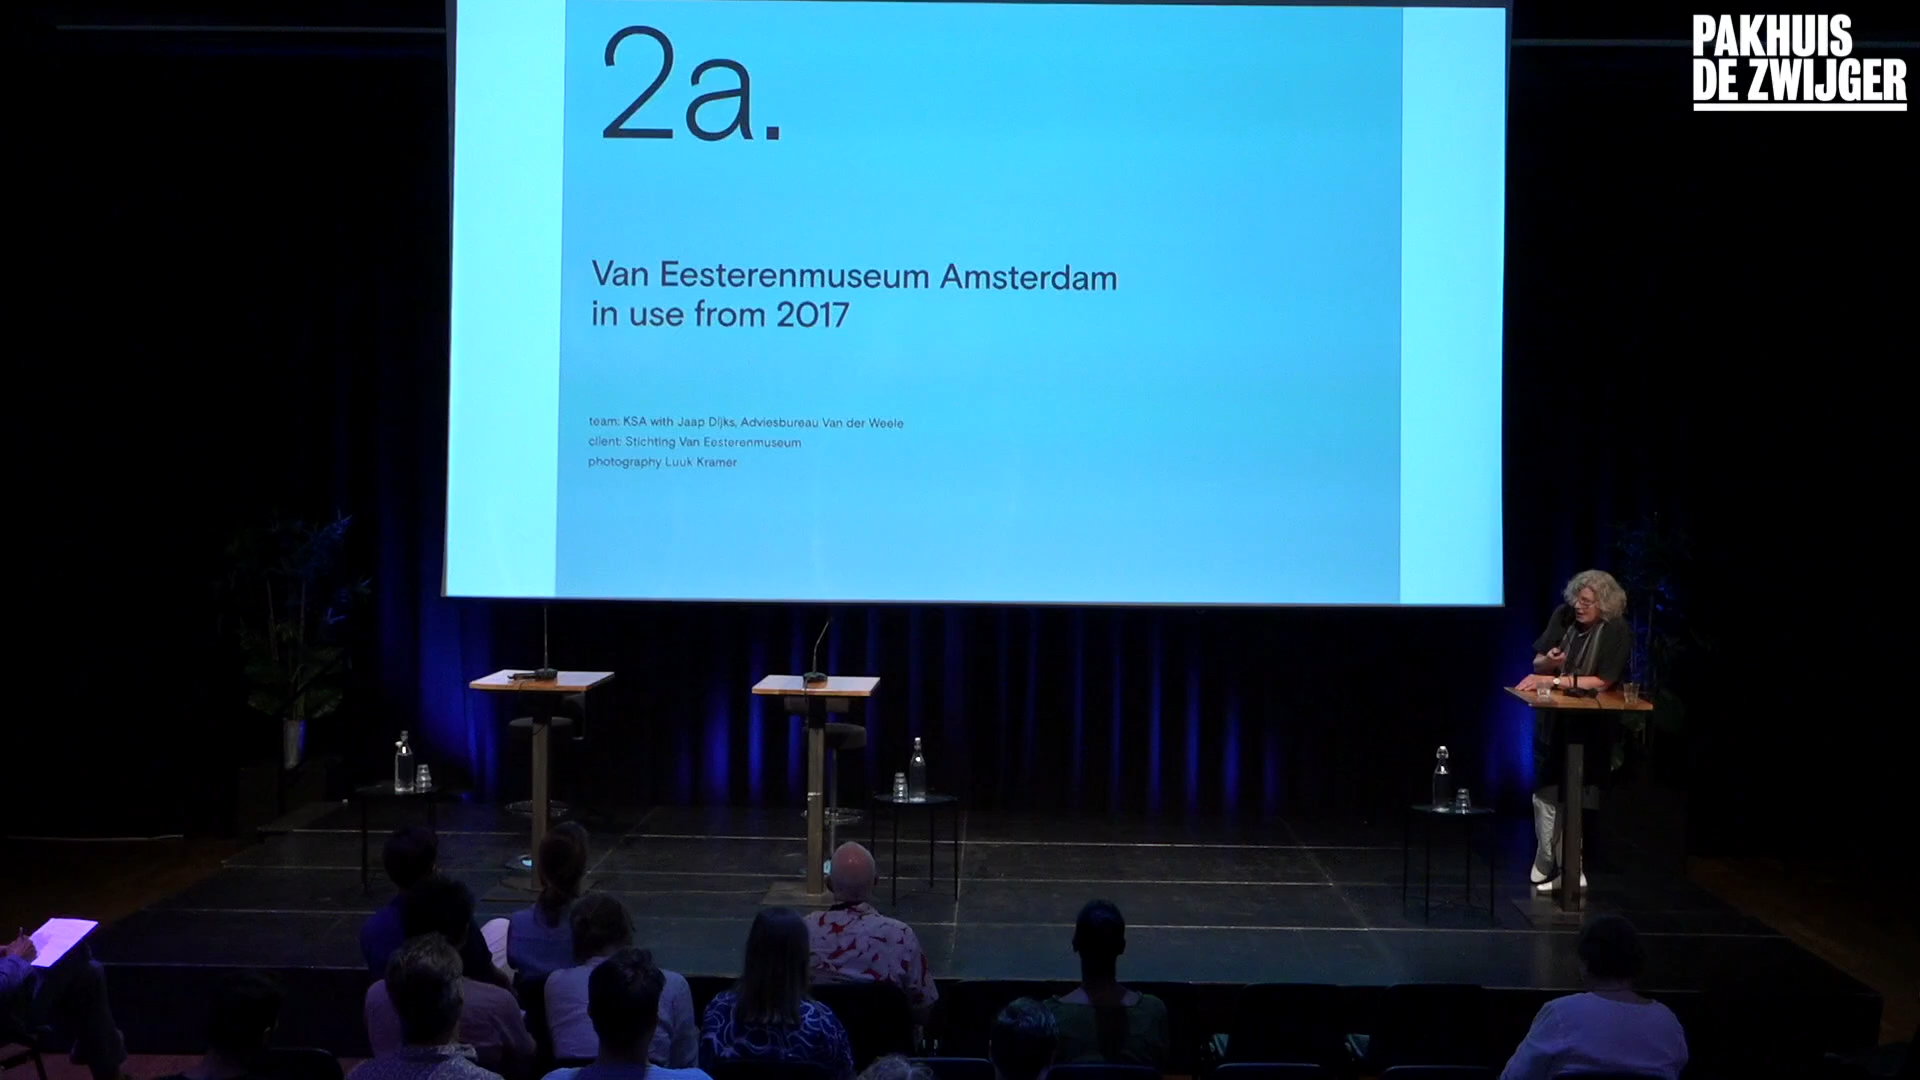 2a.
Van Eesterenmuseum Amsterdam
in use from 2017
team: KSA with Jaap Dijks, Adviesbureau Van der Weele
client: Stichting Van Eesterenmuseum
photography Luuk Kramer
PAKHUIS
DE ZWIJGER